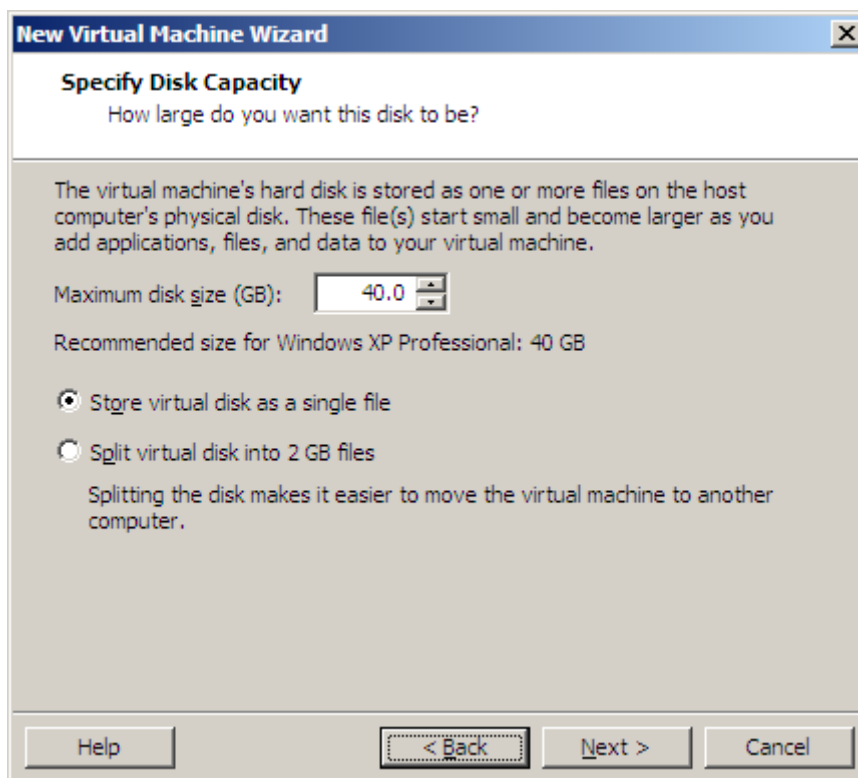 New Virtual Machine Wizard
Specify Disk Capacity
How large do you want this disk to be?
The virtual machine's hard disk is stored as one or more files on the host
computer's physical disk. These file(s) start small and become larger as you
add applications, files, and data to your virtual machine.
Maximum disk size (GB): 40.0
Recommended size for Windows XP Professional: 40 GB
Store virtual disk as a single file
Split virtual disk into 2 GB files
Splitting the disk makes it easier to move the virtual machine to another
computer.
Help < Back Next > Cancel